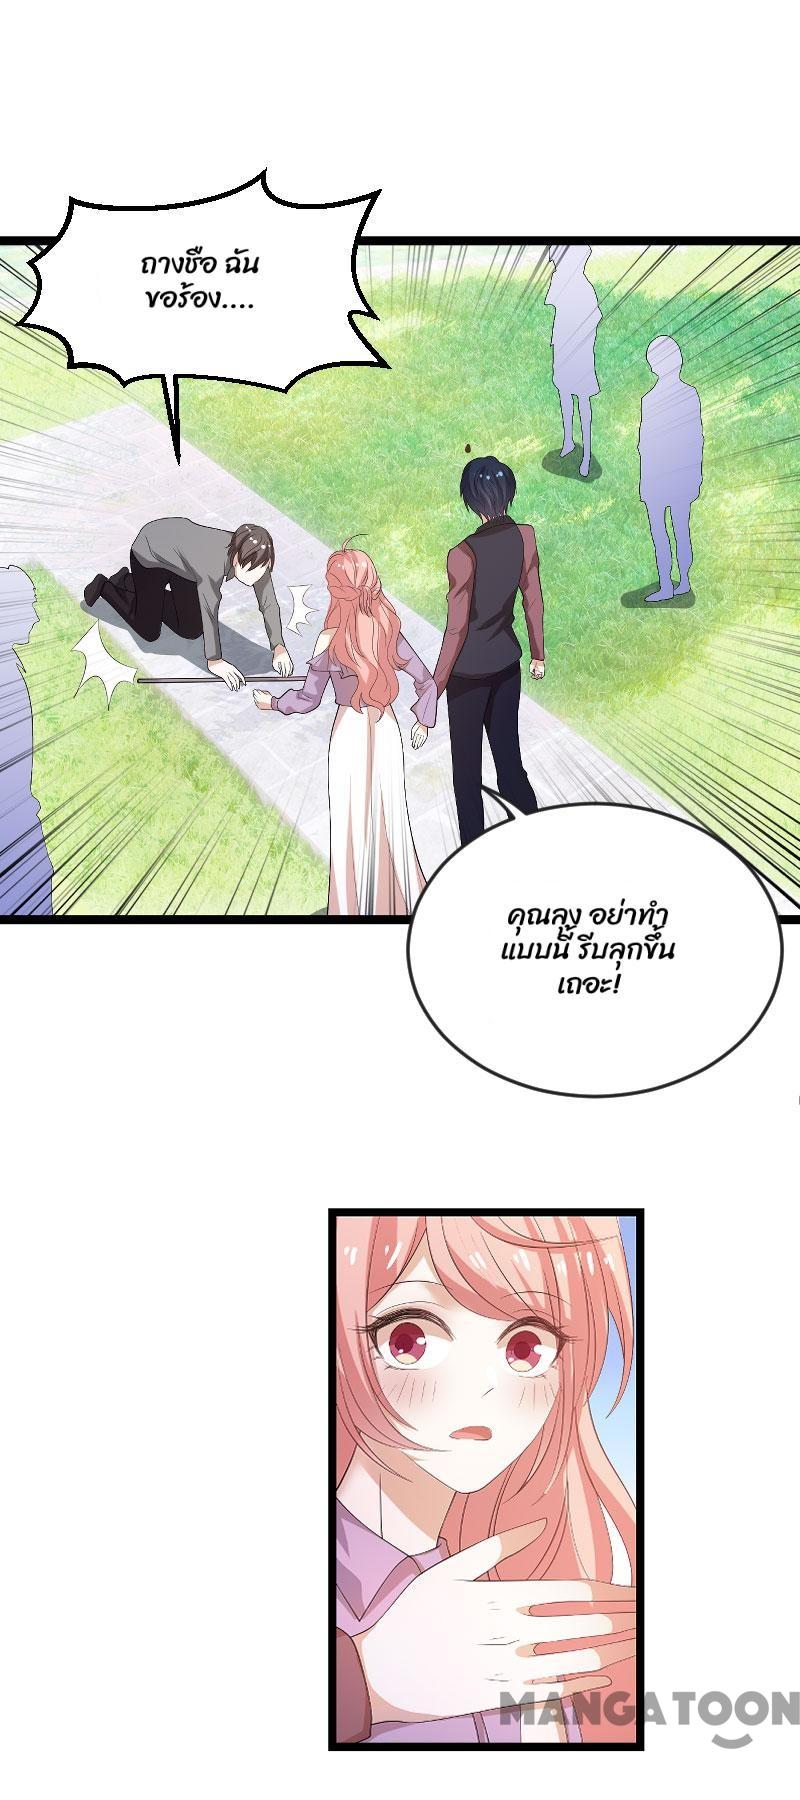 ถางซือ ฉัน
ขอร้อง....
คุณลุง อย่าทำ
แบบนี้ รีบลุกขึ้น
เถอะ!
MANGATOON